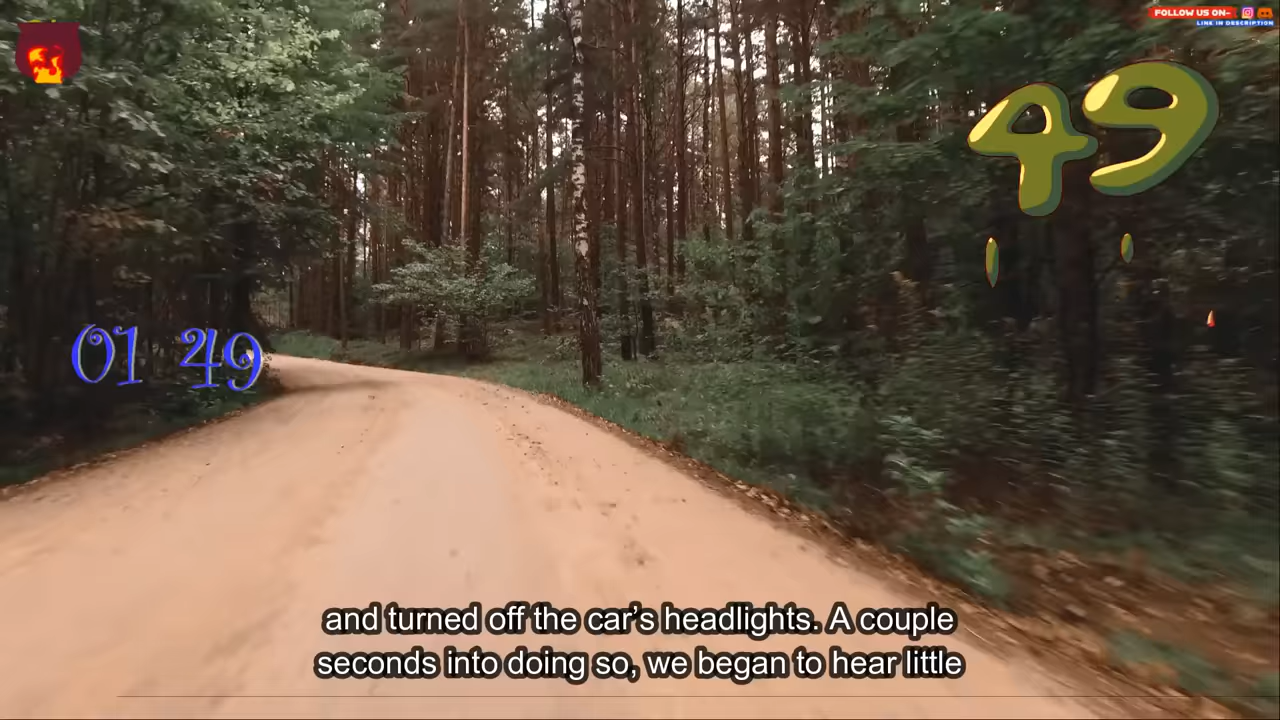 FOLLOW US ON-
LINK IN DESCRIPTION
49
01 49
and turned off the car’s headlights. A couple
seconds into doing so, we began to hear little